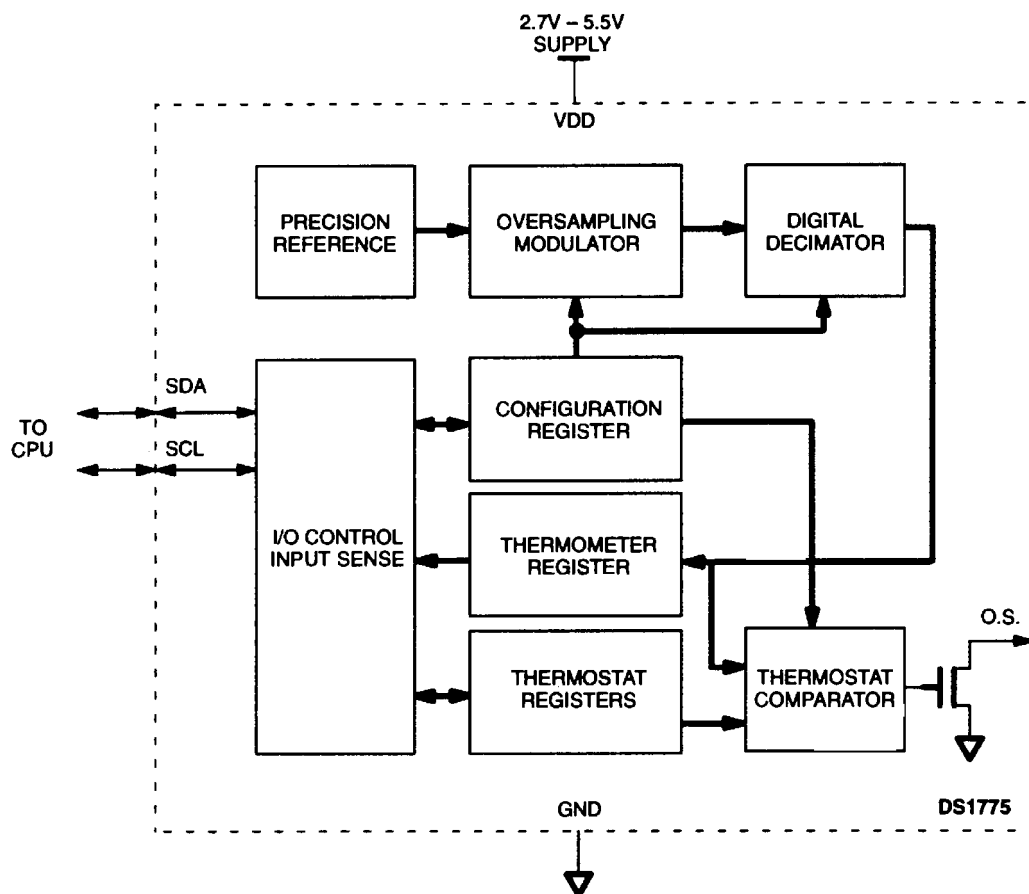 2.7V – 5.5V
SUPPLY
VDD
PRECISION
REFERENCE
OVERSAMPLING
MODULATOR
DIGITAL
DECIMATOR
SDA
TO
CPU
SCL
CONFIGURATION
REGISTER
I/O CONTROL
INPUT SENSE
THERMOMETER
REGISTER
O.S.
THERMOSTAT
REGISTERS
THERMOSTAT
COMPARATOR
GND
DS1775